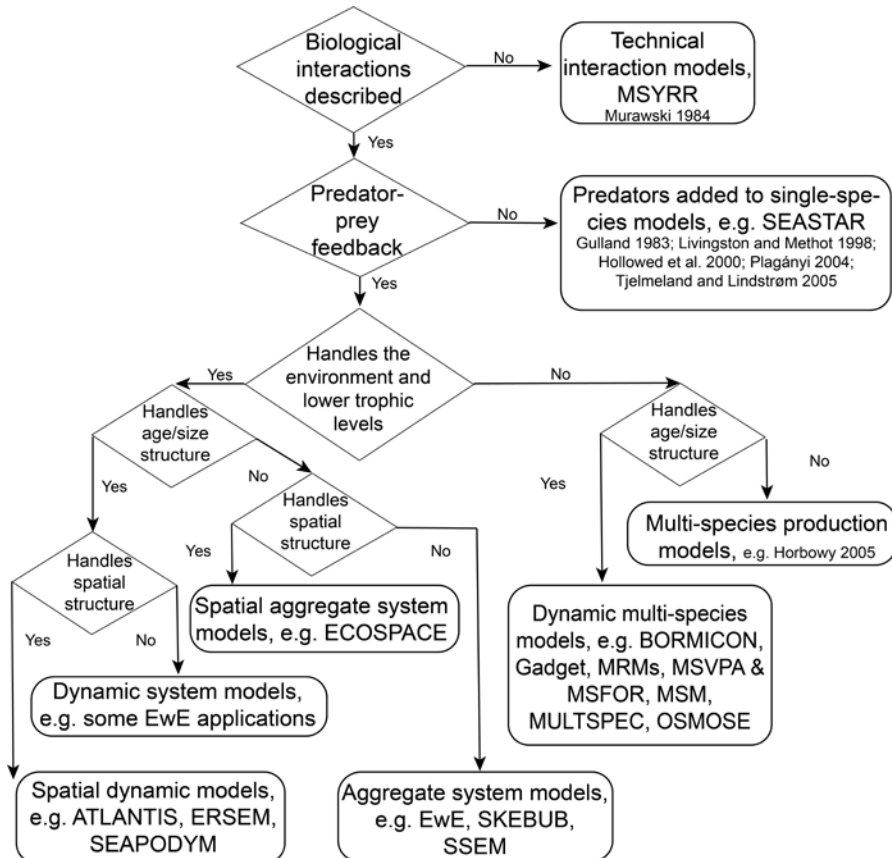 Biological
interactions
described
No
Technical
interaction models,
MSYRR
Murawski 1984
Yes
Predator-
prey
feedback
No
Predators added to single-spe-
cies models, e.g. SEASTAR
Gulland 1983; Livingston and Methot 1998;
Hollowed et al. 2000; Plagányi 2004;
Tjelmeland and Lindstrøm 2005
Yes
Handles the
environment and
lower trophic
levels
Yes
No
Handles
age/size
structure
Handles
age/size
structure
Yes
No
Handles
spatial
structure
Yes
No
Multi-species production
models, e.g. Horbowy 2005
Handles
spatial
structure
Yes
No
Spatial aggregate system
models, e.g. ECOSPACE
Dynamic multi-species
models, e.g. BORMICON,
Gadget, MRMs, MSVPA &
MSFOR, MSM,
MULTSPEC, OSMOSE
Yes
No
Dynamic system models,
e.g. some EwE applications
Spatial dynamic models,
e.g. ATLANTIS, ERSEM,
SEAPODYM
Aggregate system models,
e.g. EwE, SKEBUB,
SSEM